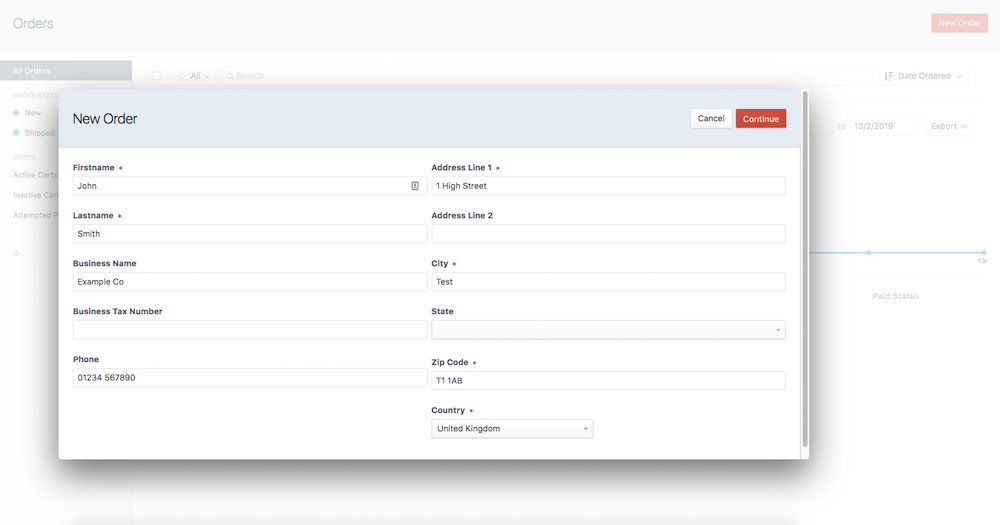 Orders
New Order
All Orders
All
Search
Date Ordered
ORDER STATU
New
Shipped
to 13/2/2019
Export
CARTS
Active Carts
Inactive Cart
Attempted P
13/
Paid Status
New Order
Cancel
Continue
Firstname
John
Lastname
Smith
Business Name
Example Co
Business Tax Number
Phone
01234 567890
Address Line 1
1 High Street
Address Line 2
City
Test
State
Zip Code
T1 1AB
Country
United Kingdom